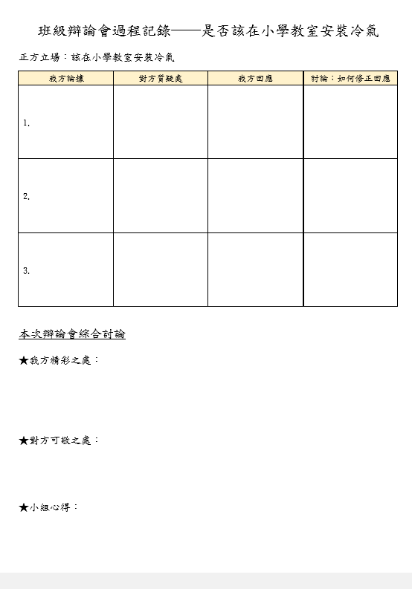 班級辯論會過程記錄——是否該在小學教室安裝冷氣
正方立場：該在小學教室安裝冷氣
我方論據 對方質疑處 我方回應 討論：如何修正回應
1.
2.
3.
本次辯論會綜合討論
★我方精彩之處：
★對方可敬之處：
★小組心得：